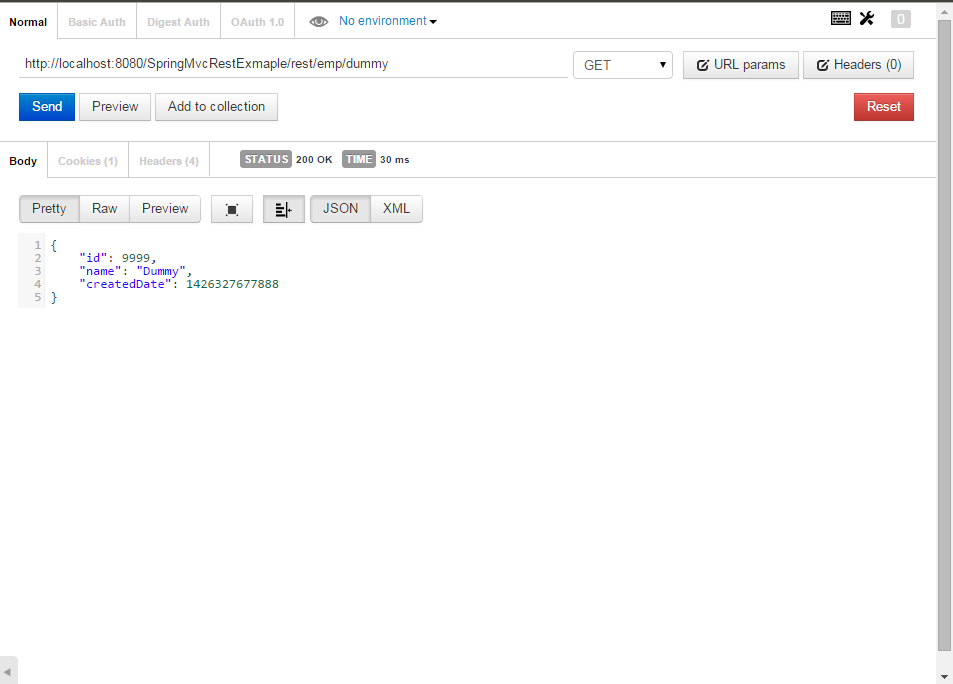 Normal Basic Auth Digest Auth OAuth 1.0 No environment 0
http://localhost:8080/SpringMvcRestExmaple/rest/emp/dummy GET URL params Headers (0)
Send Preview Add to collection Reset
Body Cookies (1) Headers (4) STATUS 200 OK TIME 30 ms
Pretty Raw Preview JSON XML
1 {
2 "id": 9999,
3 "name": "Dummy",
4 "createdDate": 1426327677888
5 }